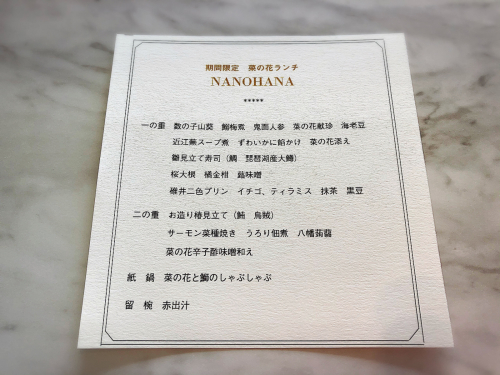 期間限定 菜の花ランチ
NANOHANA
*****
一の重 数の子山葵 鰯梅煮 鬼面人参 菜の花献珍 海老豆
近江蕪スープ煮 ずわいかに餡かけ 菜の花添え
雛見立て寿司(鯛 琵琶湖産大鱒)
桜大根 橘金柑 蕗味噌
碓井二色プリン イチゴ、ティラミス 抹茶 黒豆
二の重 お造り椿見立て(鮪 烏賊)
サーモン菜種焼き うろり佃煮 八幡蒟蒻
菜の花辛子酢味噌和え
紙鍋 菜の花と鰤のしゃぶしゃぶ
留椀 赤出汁